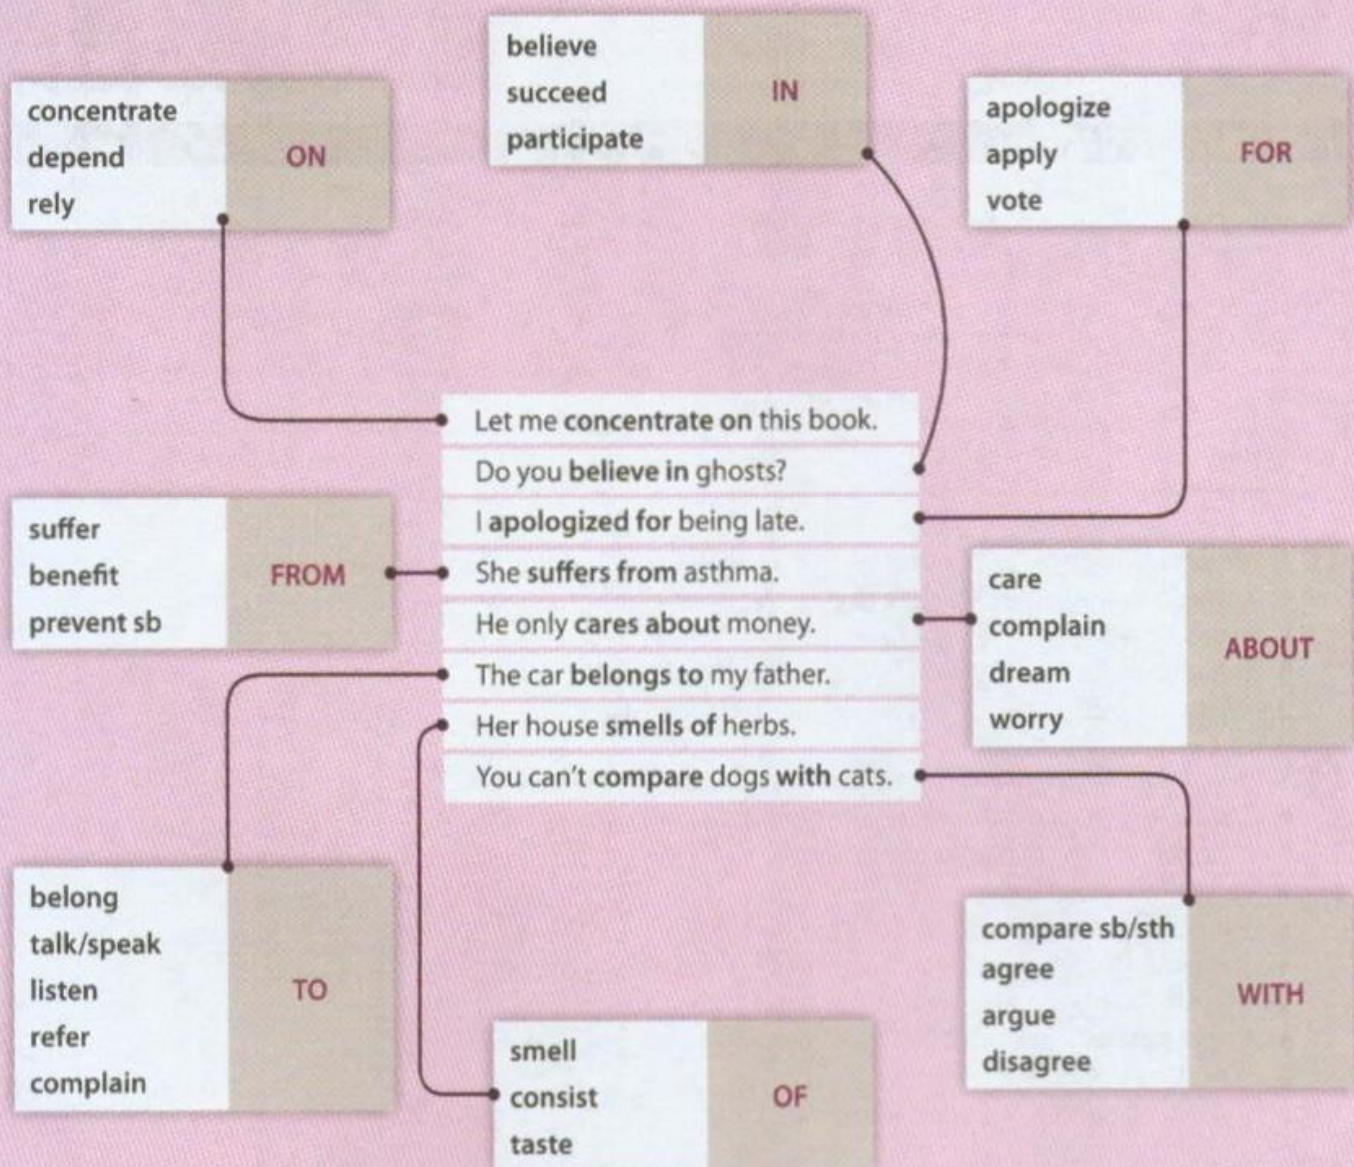 believe
succeed
participate
IN
concentrate
depend
rely
ON
apologize
apply
vote
FOR
Let me concentrate on this book.
Do you believe in ghosts?
I apologized for being late.
She suffers from asthma.
He only cares about money.
The car belongs to my father.
Her house smells of herbs.
You can't compare dogs with cats.
suffer
benefit
prevent sb
FROM
care
complain
dream
worry
ABOUT
belong
talk/speak
listen
refer
complain
TO
smell
consist
taste
OF
compare sb/sth
agree
argue
disagree
WITH